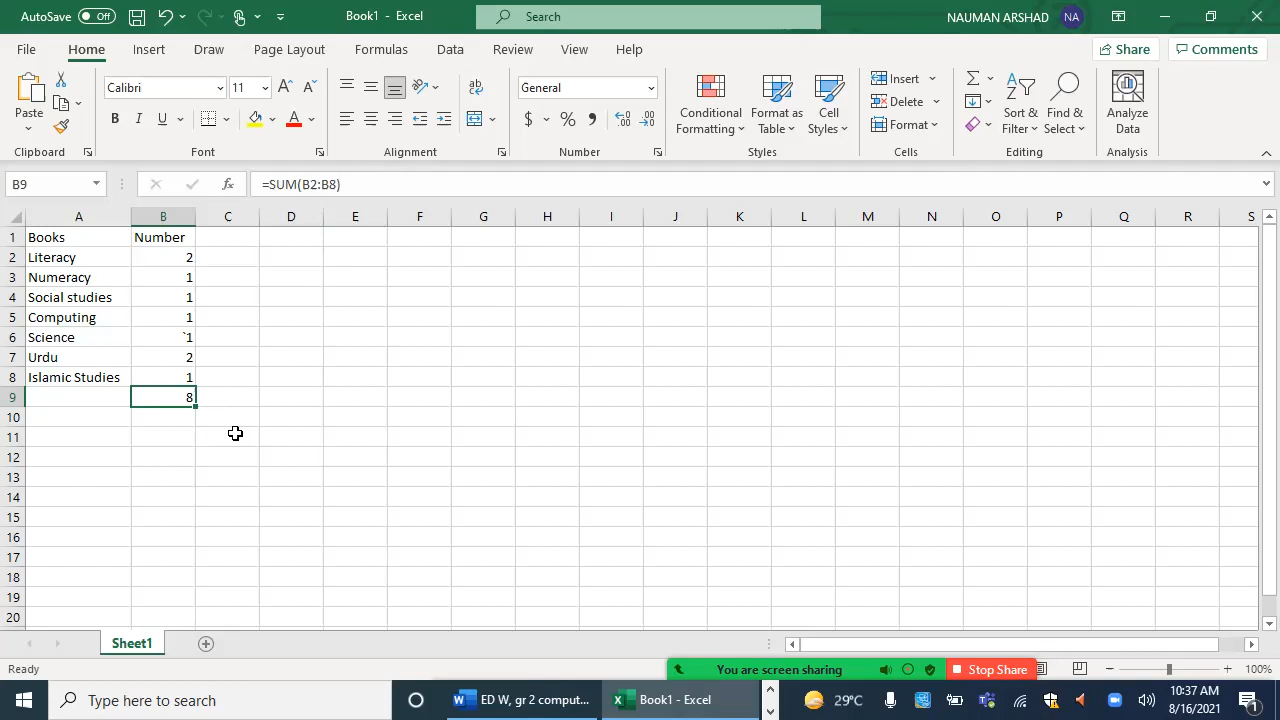 AutoSave Off Book1 - Excel Search NAUMAN ARSHAD NA
File Home Insert Draw Page Layout Formulas Data Review View Help Share Comments
Paste Calibri 11 General Conditional Formatting Format as Table Cell Styles Insert Delete Format Sort & Filter Find & Select Analyze Data
Clipboard Font Alignment Number Styles Cells Editing Analysis
B9 fx =SUM(B2:B8)
A B C D E F G H I J K L M N O P Q R S
1 Books Number
2 Literacy 2
3 Numeracy 1
4 Social studies 1
5 Computing 1
6 Science `1
7 Urdu 2
8 Islamic Studies 1
9 8
10
11
12
13
14
15
16
17
18
19
20
Sheet1
Ready You are screen sharing Stop Share 100%
Type here to search ED W, gr 2 comput... Book1 - Excel 29°C 10:37 AM
8/16/2021 1